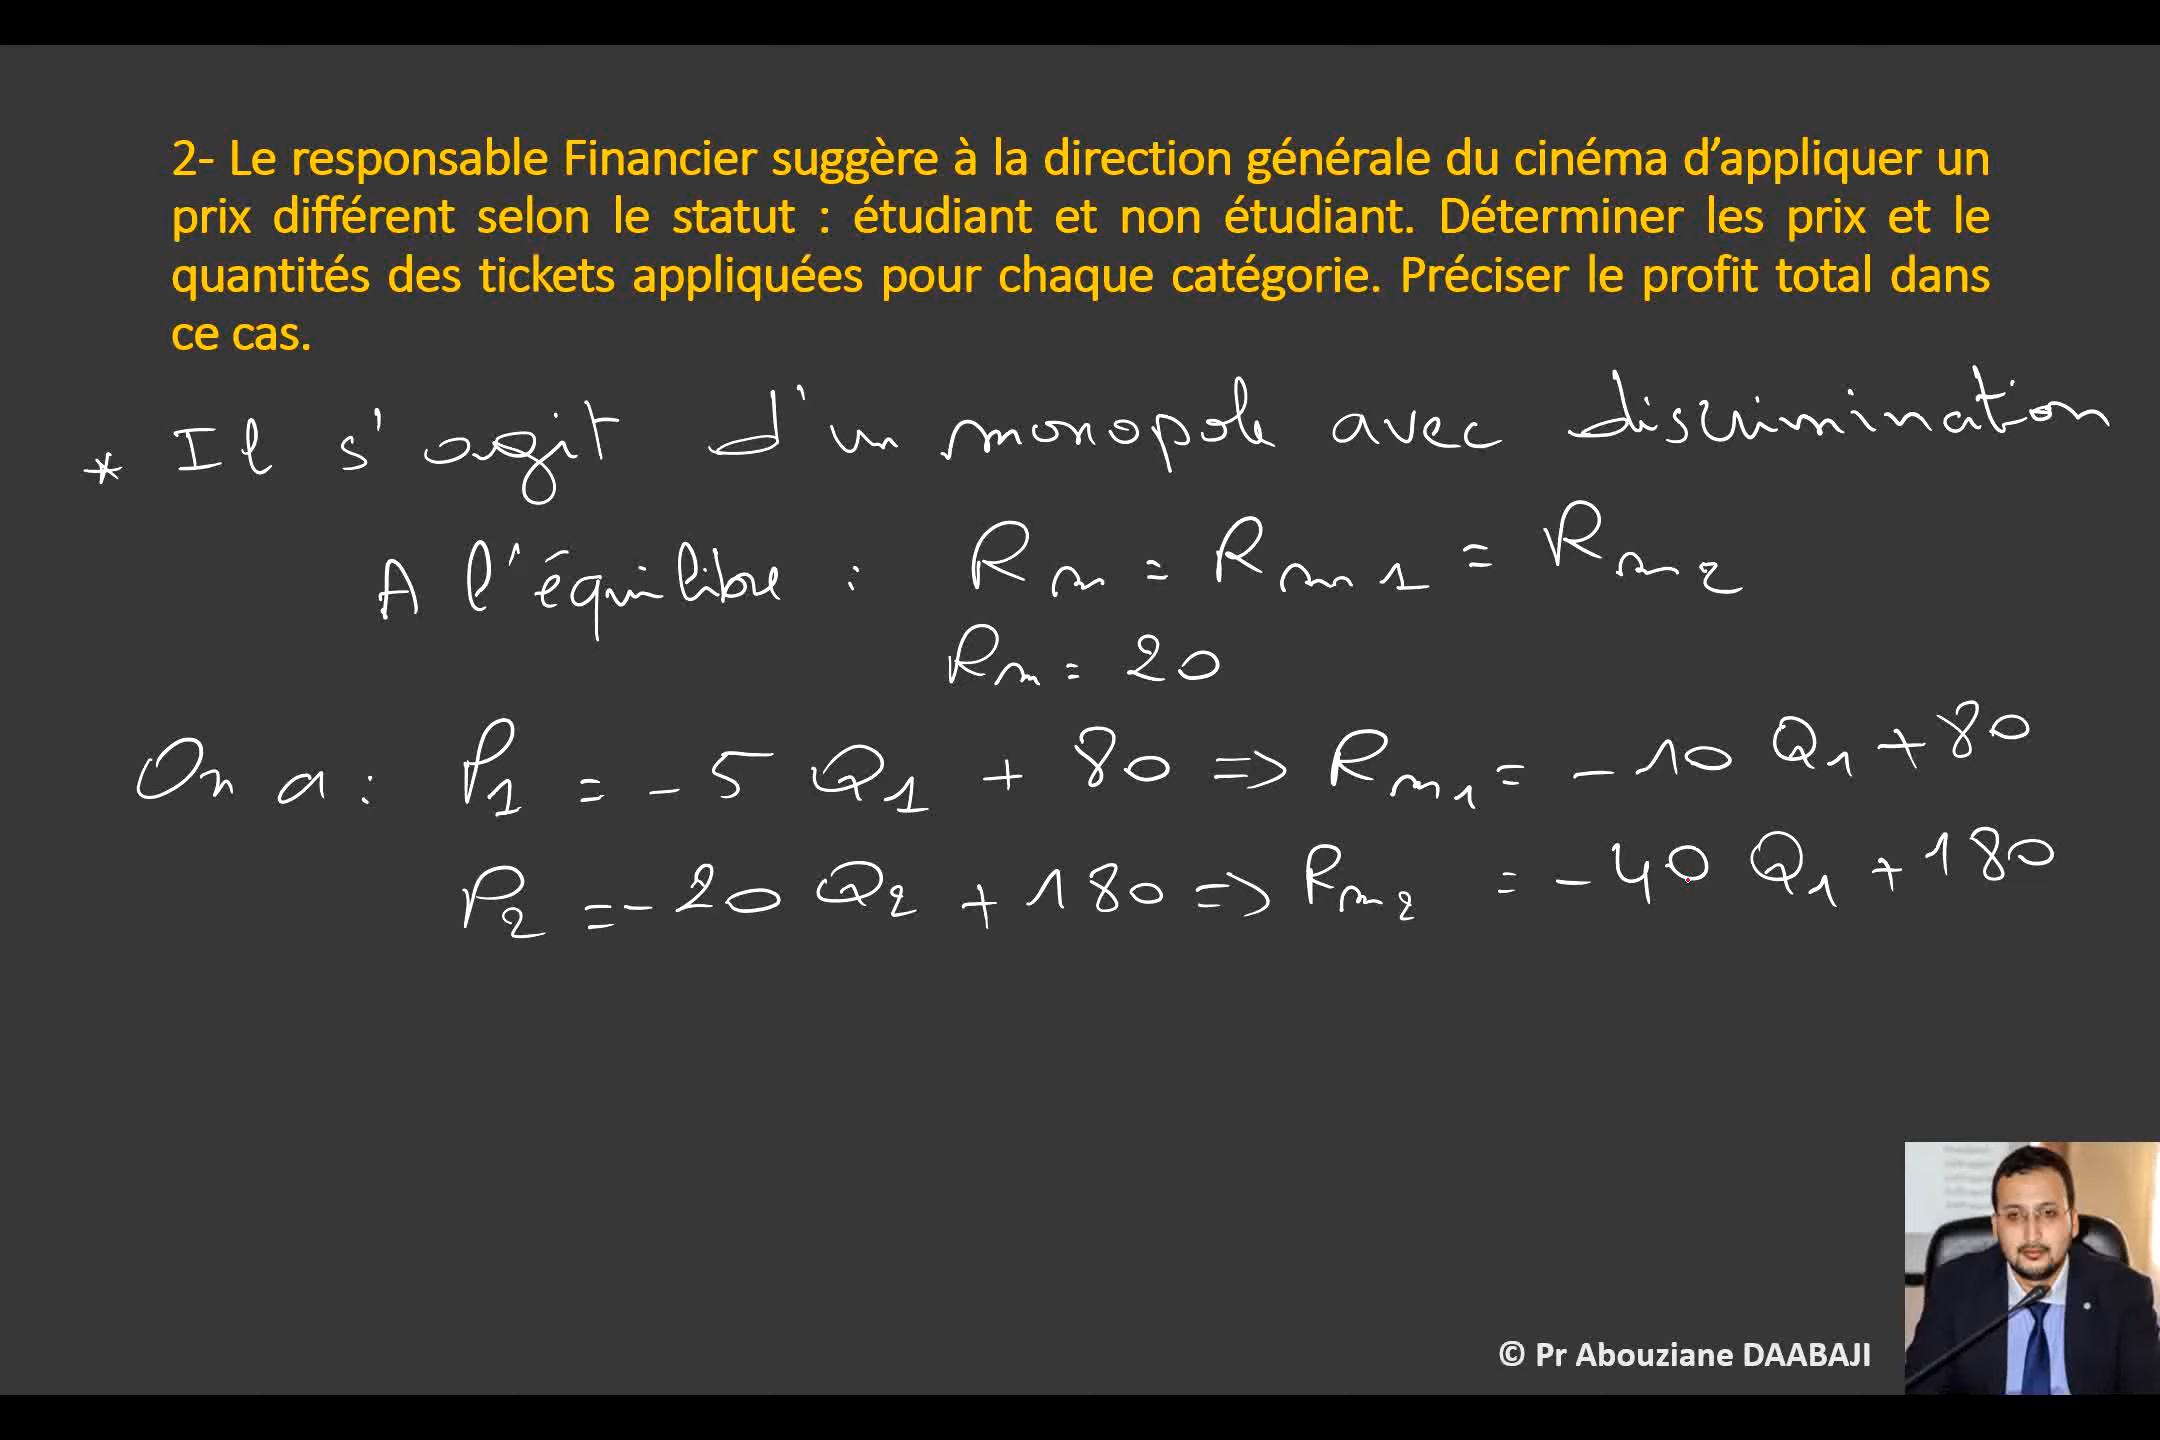 2- Le responsable Financier suggère à la direction générale du cinéma d’appliquer un
prix différent selon le statut : étudiant et non étudiant. Déterminer les prix et le
quantités des tickets appliquées pour chaque catégorie. Préciser le profit total dans
ce cas.
* Il s'agit d'un monopole avec discrimination
A l'équilibre : Rm = Rm1 = Rm2
Rm = 20
On a : P1 = - 5 Q1 + 80 => Rm1 = - 10 Q1 + 80
P2 = - 20 Q2 + 180 => Rm2 = - 40 Q1 + 180
© Pr Abouziane DAABAJI